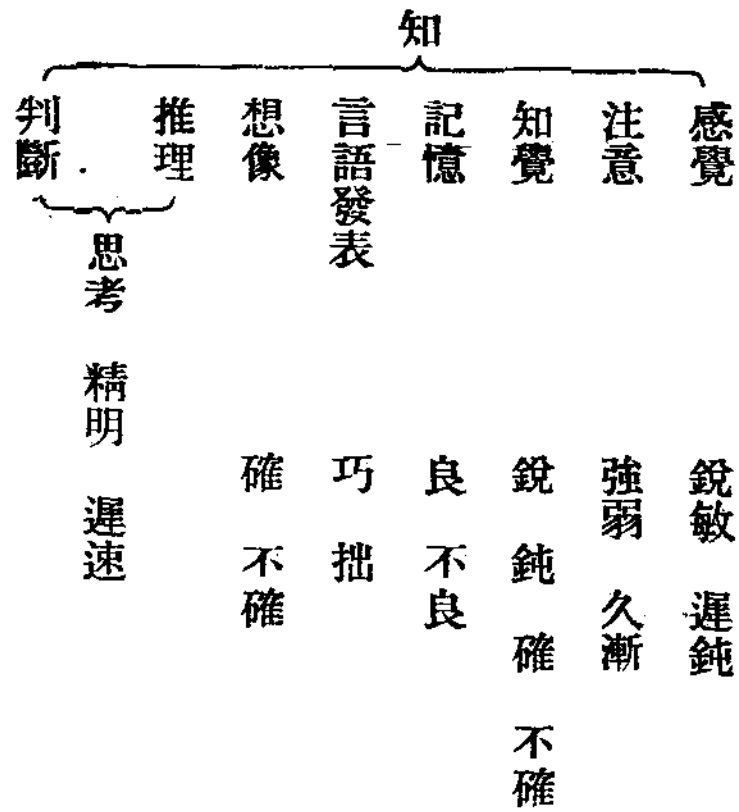 知
感覺 銳敏 遲鈍
注意 強弱 久漸
知覺 銳 鈍 確 不確
記憶 良 不良
言語發表 巧 拙
想像 確 不確
推理
判斷
思考 精明 遲速